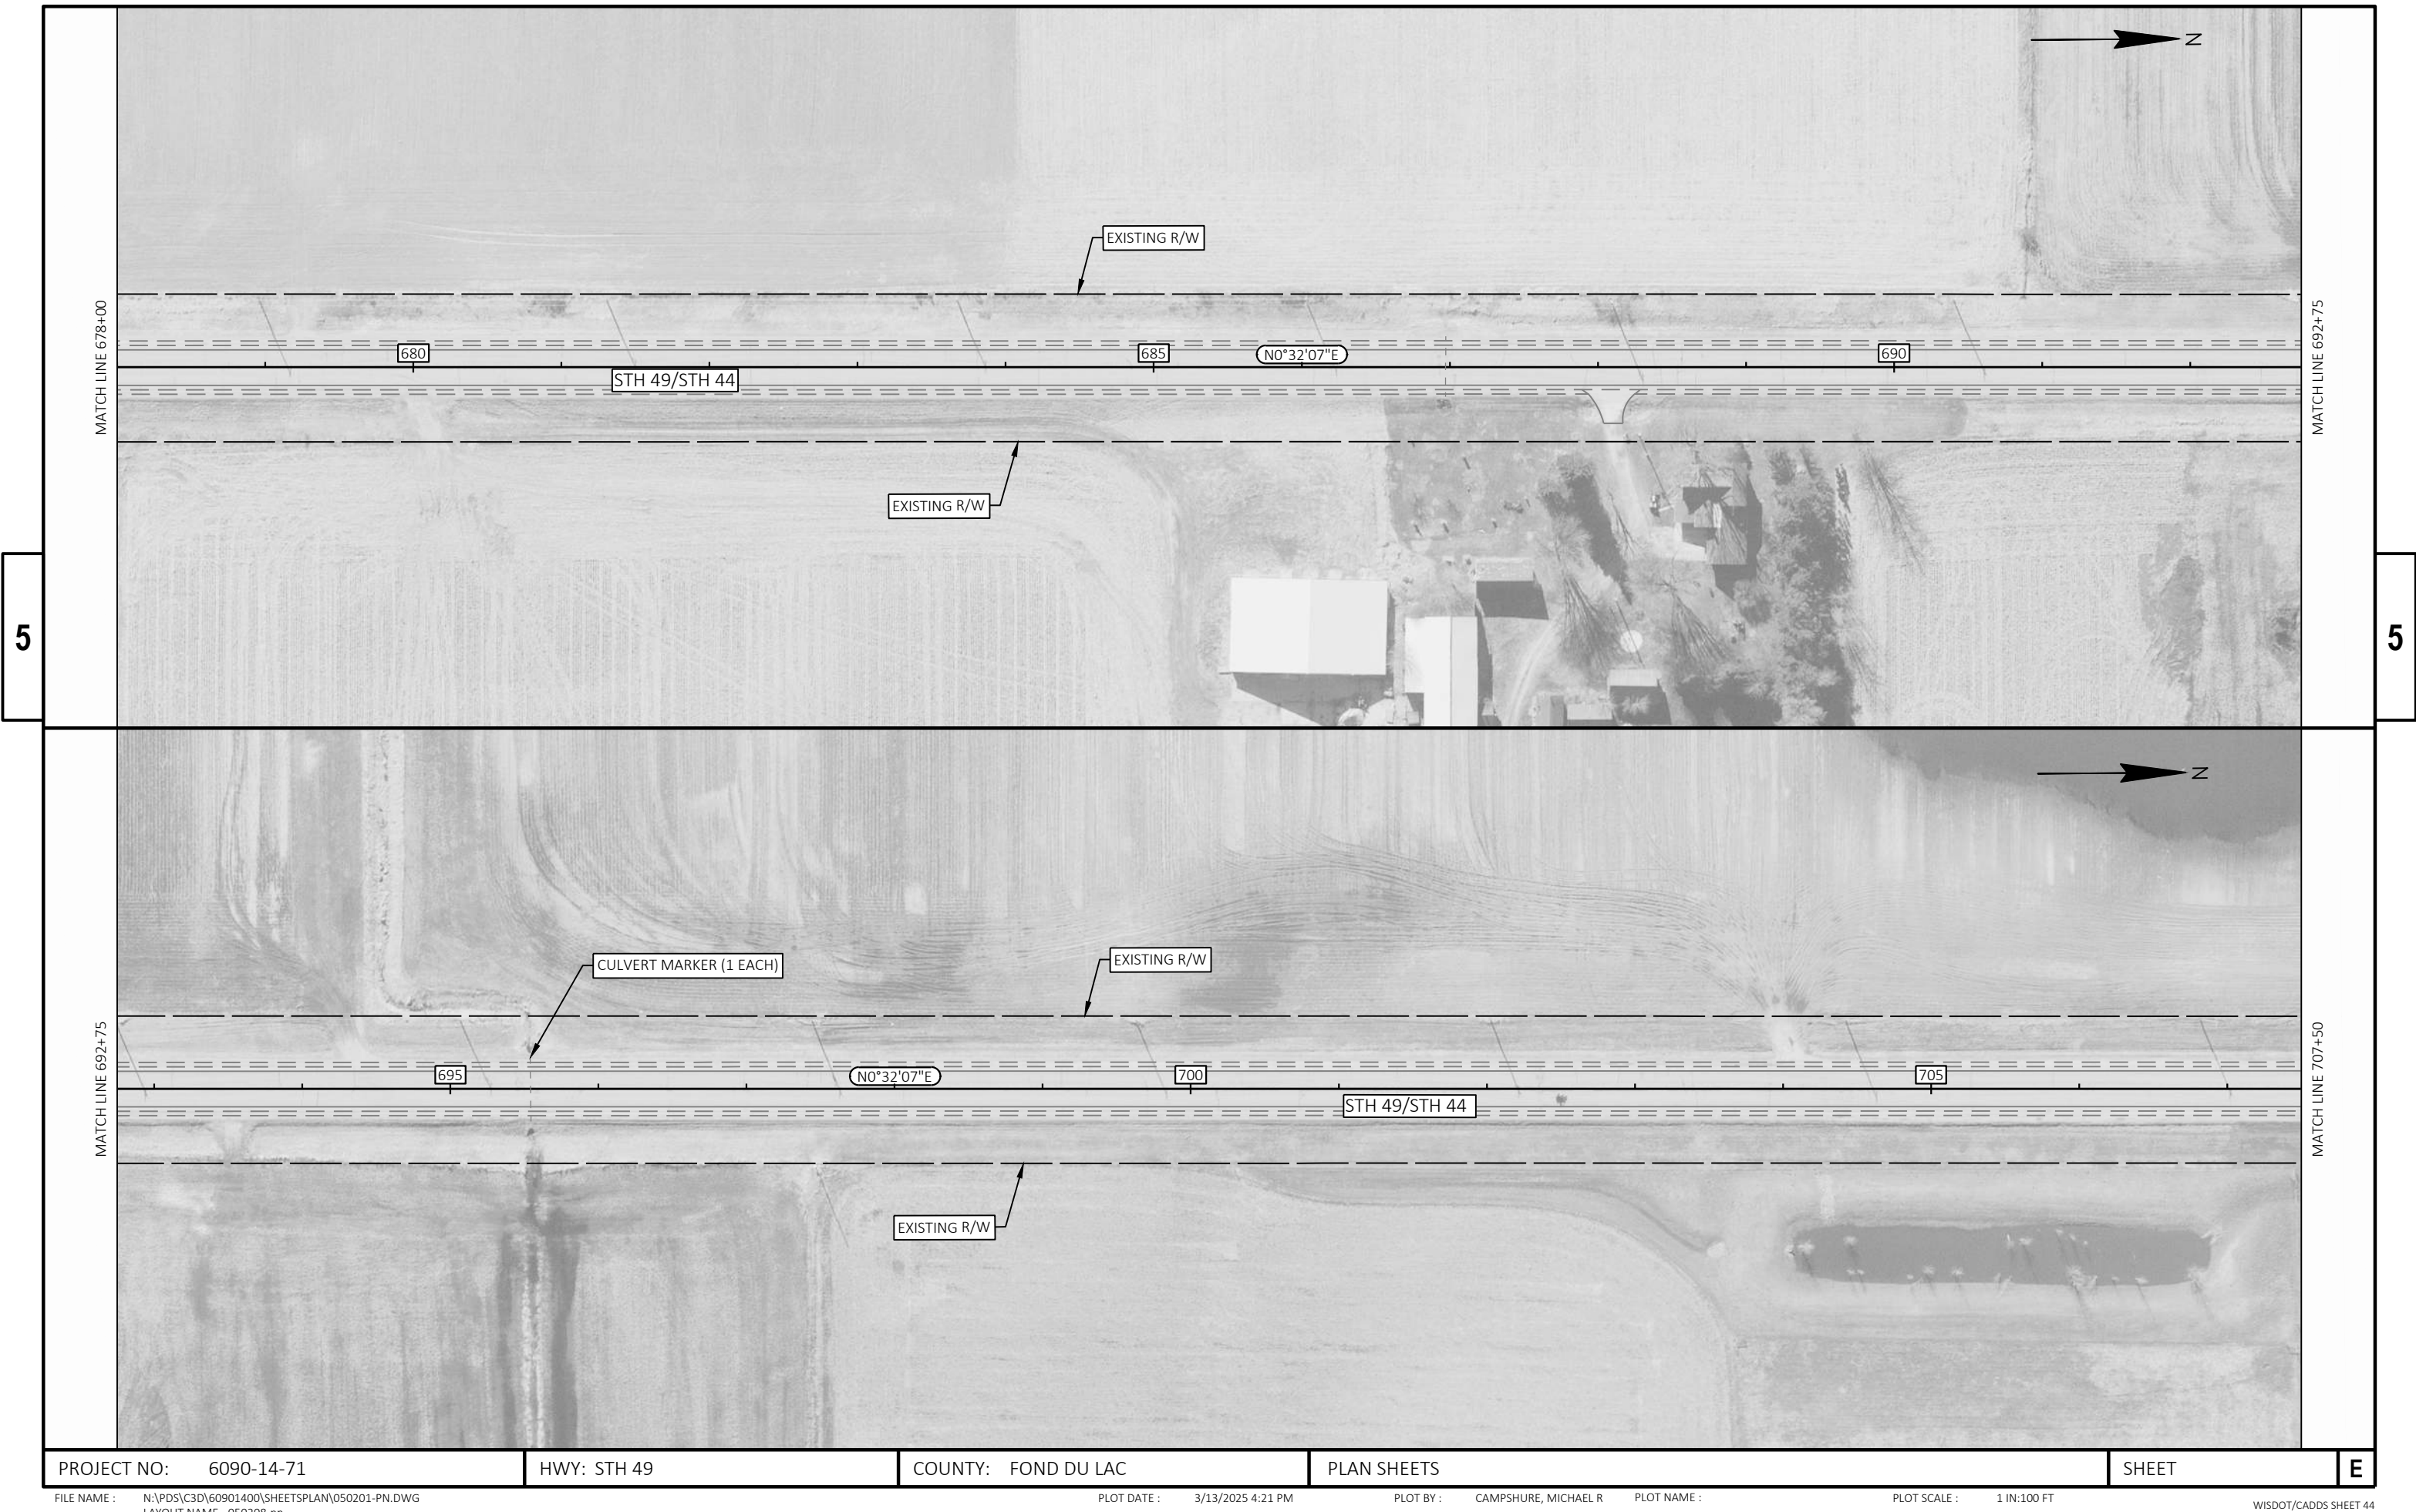 N
EXISTING R/W
MATCH LINE 678+00
MATCH LINE 692+75
680
685
N0°32'07"E
690
STH 49/STH 44
EXISTING R/W
5
5
N
CULVERT MARKER (1 EACH)
EXISTING R/W
MATCH LINE 692+75
MATCH LINE 707+50
695
N0°32'07"E
700
705
STH 49/STH 44
EXISTING R/W
PROJECT NO: 6090-14-71 HWY: STH 49 COUNTY: FOND DU LAC PLAN SHEETS SHEET E
FILE NAME : N:\PDS\C3D\60901400\SHEETSPLAN\050201-PN.DWG PLOT DATE : 3/13/2025 4:21 PM PLOT BY : CAMPSHURE, MICHAEL R PLOT NAME : PLOT SCALE : 1 IN:100 FT WISDOT/CADDS SHEET 44
LAYOUT NAME